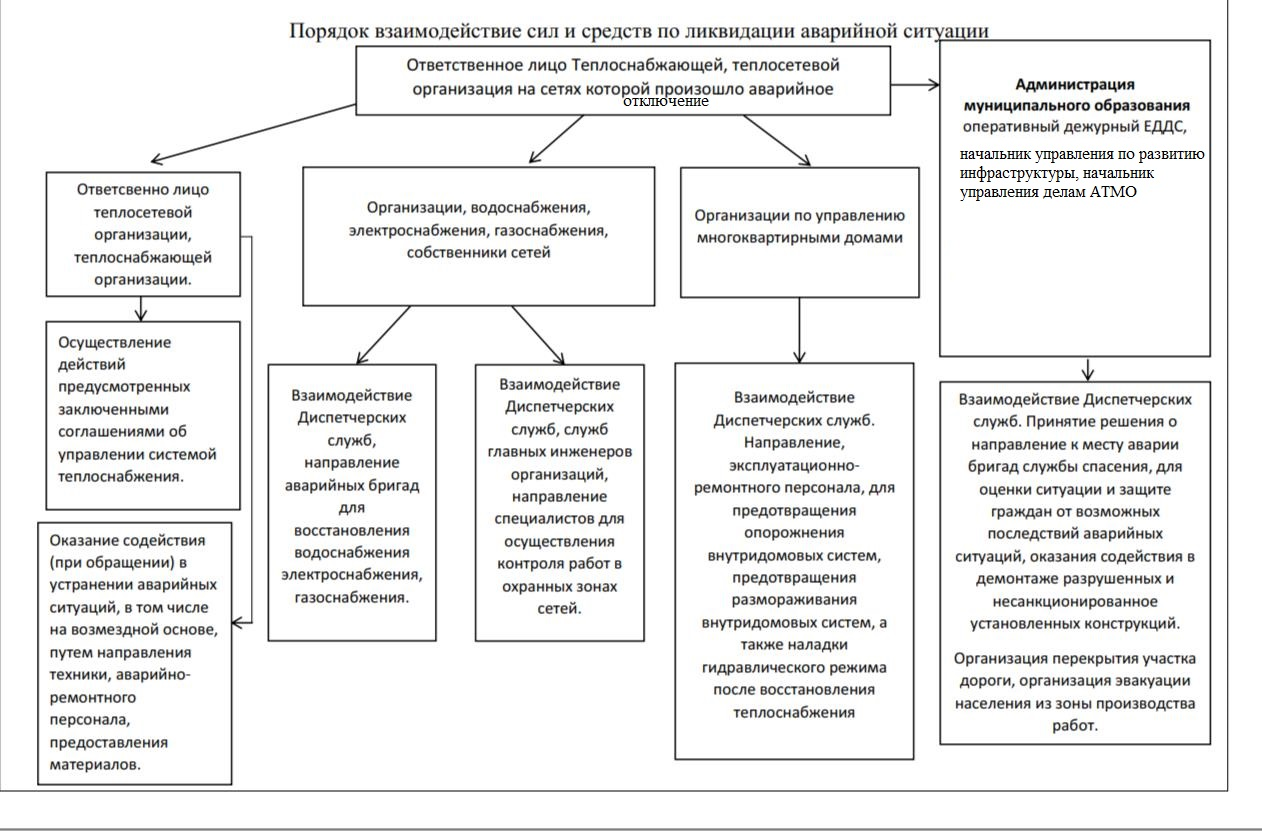 Порядок взаимодействие сил и средств по ликвидации аварийной ситуации
Ответственное лицо Теплоснабжающей, теплосетевой
организация на сетях которой произошло аварийное
отключение
Администрация
муниципального образования
оперативный дежурный ЕДДС,
начальник управления по развитию
инфраструктуры, начальник
управления делам АТМО
Ответсвенно лицо
теплосетевой
организации,
теплоснабжающей
организации.
Организации, водоснабжения,
электроснабжения, газоснабжения,
собственники сетей
Организации по управлению
многоквартирными домами
Осуществление
действий
предусмотренных
заключенными
соглашениями об
управлении системой
теплоснабжения.
Оказание содействия
(при обращении) в
устранении аварийных
ситуаций, в том числе
на возмездной основе,
путем направления
техники, аварийно-
ремонтного
персонала,
предоставления
материалов.
Взаимодействие
Диспетчерских
служб,
направление
аварийных бригад
для
восстановления
водоснабжения
электроснабжения,
газоснабжения.
Взаимодействие
Диспетчерских
служб, служб
главных инженеров
организаций,
направление
специалистов для
осуществления
контроля работ в
охранных зонах
сетей.
Взаимодействие
Диспетчерских служб.
Направление,
эксплуатационно-
ремонтного персонала, для
предотвращения
опорожнения
внутридомовых систем,
предотвращения
размораживания
внутридомовых систем, а
также наладки
гидравлического режима
после восстановления
теплоснабжения
Взаимодействие Диспетчерских
служб. Принятие решения о
направление к месту аварии
бригад службы спасения, для
оценки ситуации и защите
граждан от возможных
последствий аварийных
ситуаций, оказания содействия в
демонтаже разрушенных и
несанкционированное
установленных конструкций.
Организация перекрытия участка
дороги, организация эвакуации
населения из зоны производства
работ.